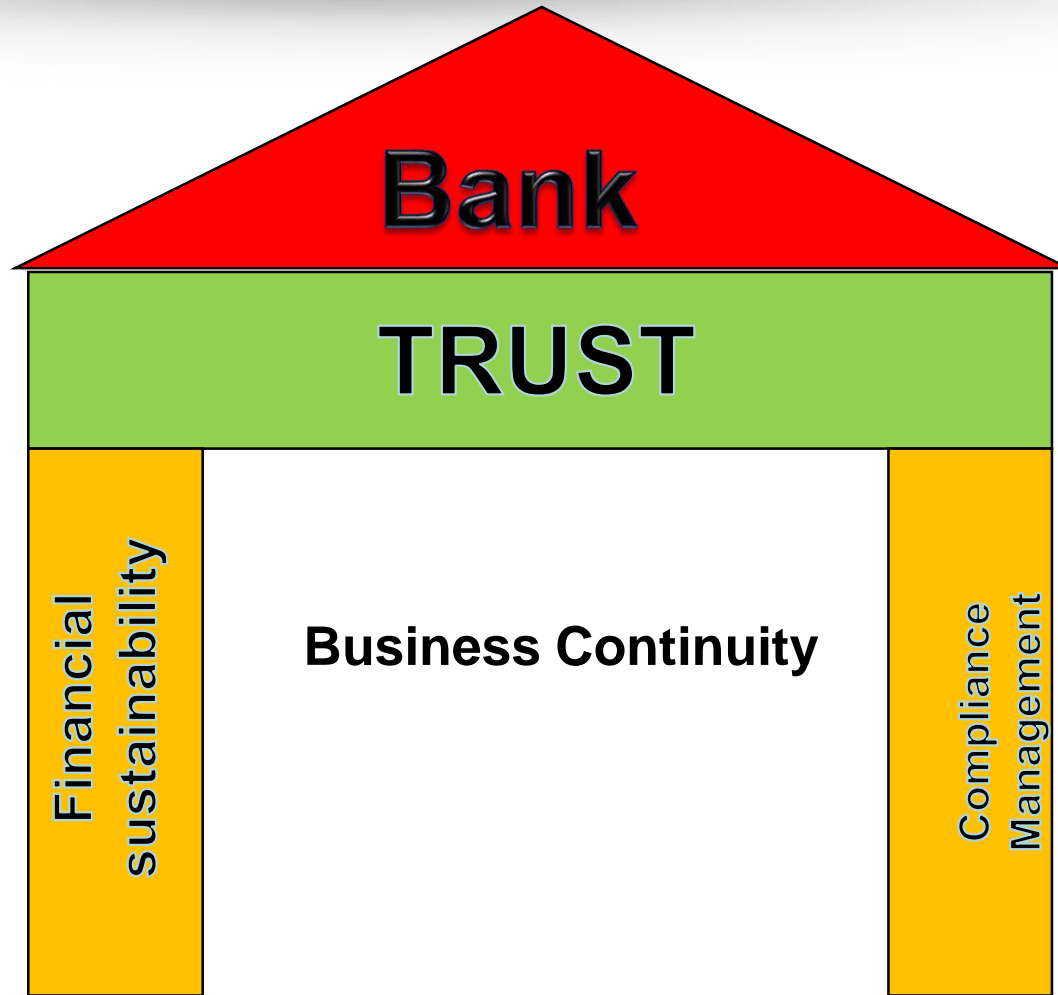 Bank
TRUST
Financial
sustainability
Business Continuity
Compliance
Management